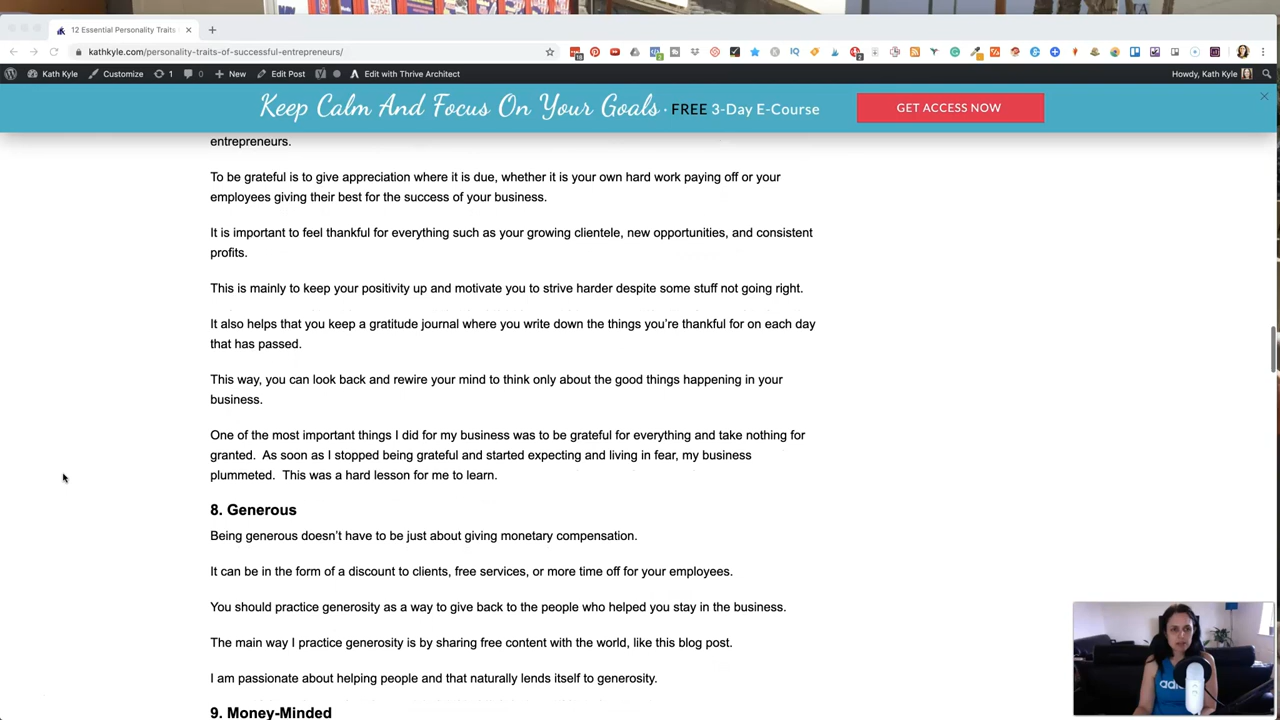 12 Essential Personality Traits
kathkyle.com/personality-traits-of-successful-entrepreneurs/
Kath Kyle Customize 1 0 New Edit Post Edit with Thrive Architect Howdy, Kath Kyle
Keep Calm And Focus On Your Goals · FREE 3-Day E-Course GET ACCESS NOW
entrepreneurs.
To be grateful is to give appreciation where it is due, whether it is your own hard work paying off or your
employees giving their best for the success of your business.
It is important to feel thankful for everything such as your growing clientele, new opportunities, and consistent
profits.
This is mainly to keep your positivity up and motivate you to strive harder despite some stuff not going right.
It also helps that you keep a gratitude journal where you write down the things you’re thankful for on each day
that has passed.
This way, you can look back and rewire your mind to think only about the good things happening in your
business.
One of the most important things I did for my business was to be grateful for everything and take nothing for
granted. As soon as I stopped being grateful and started expecting and living in fear, my business
plummeted. This was a hard lesson for me to learn.
8. Generous
Being generous doesn’t have to be just about giving monetary compensation.
It can be in the form of a discount to clients, free services, or more time off for your employees.
You should practice generosity as a way to give back to the people who helped you stay in the business.
The main way I practice generosity is by sharing free content with the world, like this blog post.
I am passionate about helping people and that naturally lends itself to generosity.
9. Money-Minded